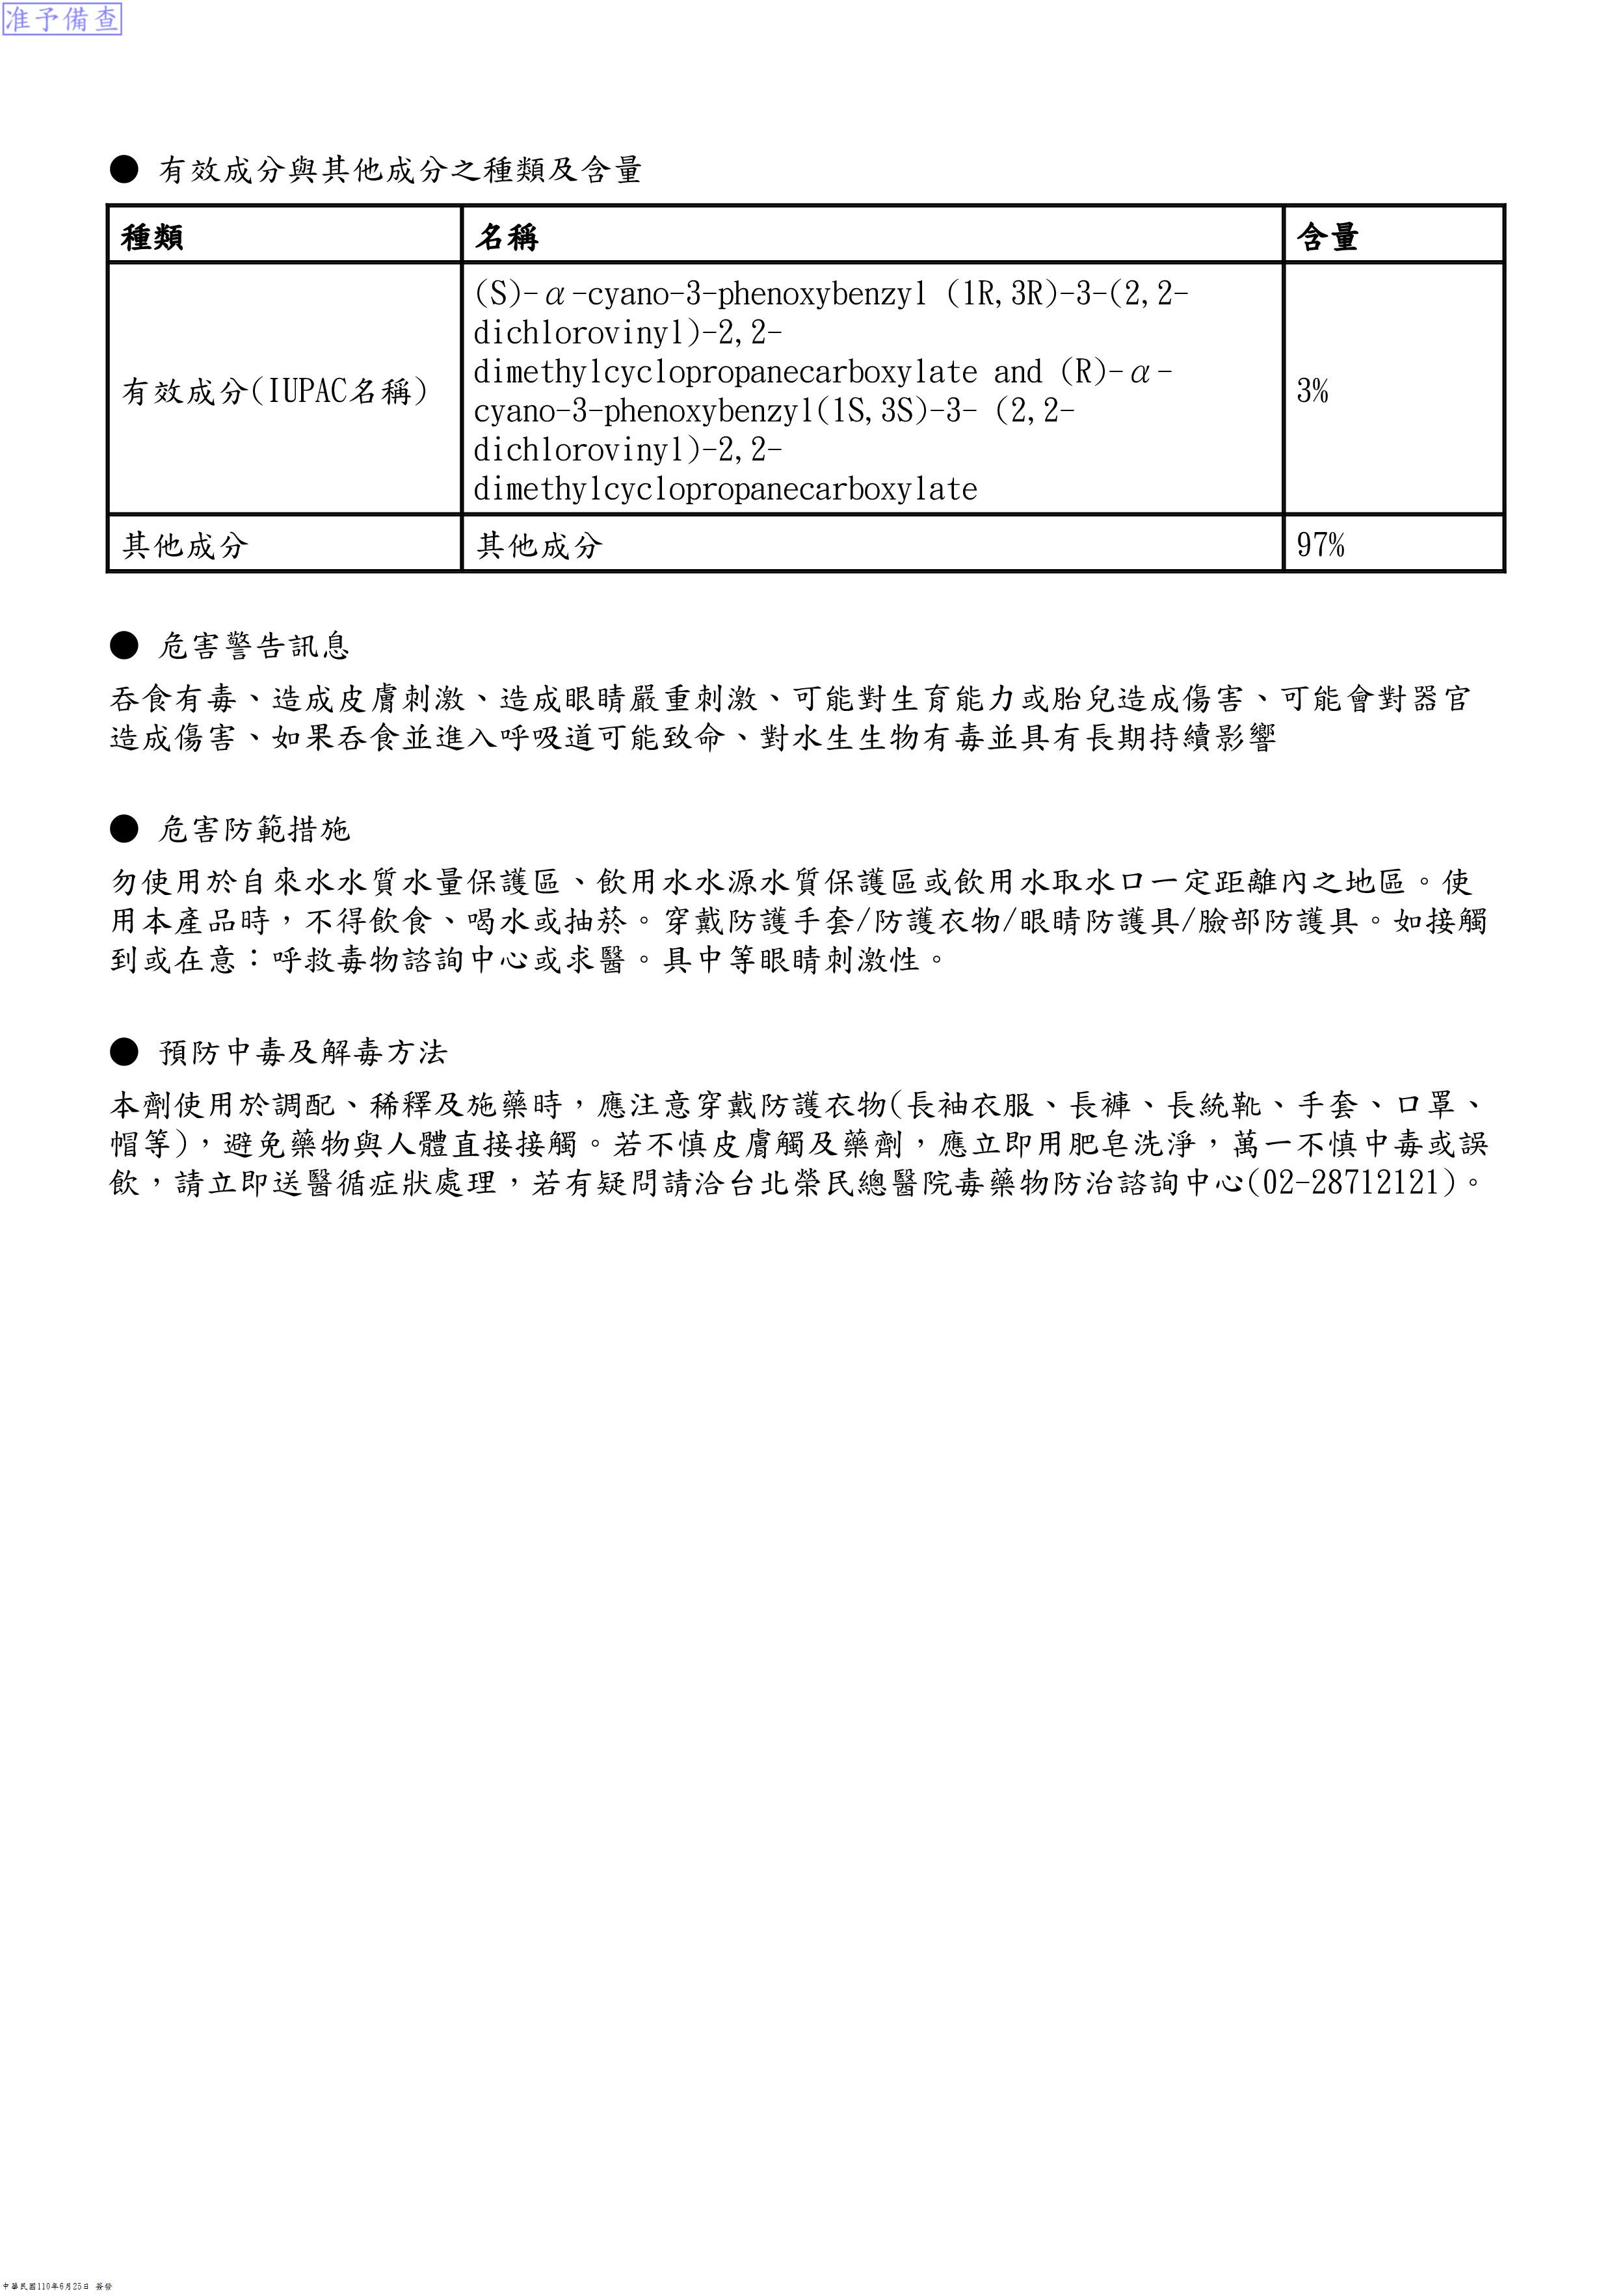 准予備查
● 有效成分與其他成分之種類及含量
種類 名稱 含量
(S)-α-cyano-3-phenoxybenzyl (1R,3R)-3-(2,2-
dichlorovinyl)-2,2-
dimethylcyclopropanecarboxylate and (R)-α-
有效成分(IUPAC名稱) 3%
cyano-3-phenoxybenzyl(1S,3S)-3- (2,2-
dichlorovinyl)-2,2-
dimethylcyclopropanecarboxylate
其他成分 其他成分 97%
● 危害警告訊息
吞食有毒、造成皮膚刺激、造成眼睛嚴重刺激、可能對生育能力或胎兒造成傷害、可能會對器官
造成傷害、如果吞食並進入呼吸道可能致命、對水生生物有毒並具有長期持續影響
● 危害防範措施
勿使用於自來水水質水量保護區、飲用水水源水質保護區或飲用水取水口一定距離內之地區。使
用本產品時，不得飲食、喝水或抽菸。穿戴防護手套/防護衣物/眼睛防護具/臉部防護具。如接觸
到或在意：呼救毒物諮詢中心或求醫。具中等眼睛刺激性。
● 預防中毒及解毒方法
本劑使用於調配、稀釋及施藥時，應注意穿戴防護衣物(長袖衣服、長褲、長統靴、手套、口罩、
帽等)，避免藥物與人體直接接觸。若不慎皮膚觸及藥劑，應立即用肥皂洗淨，萬一不慎中毒或誤
飲，請立即送醫循症狀處理，若有疑問請洽台北榮民總醫院毒藥物防治諮詢中心(02-28712121)。
中華民國110年6月25日 簽發